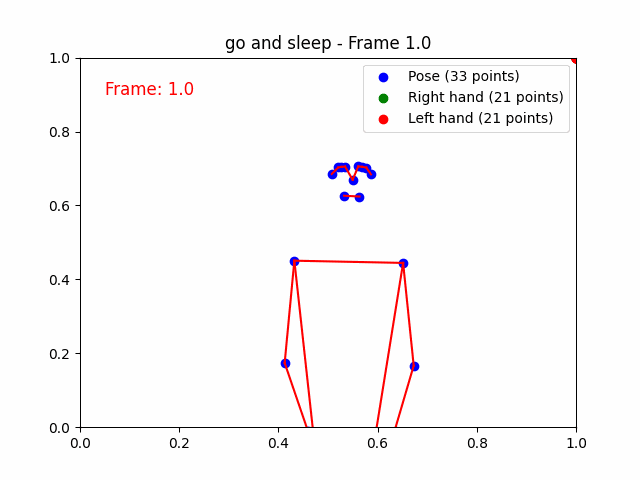 go and sleep - Frame 1.0
Frame: 1.0
Pose (33 points)
Right hand (21 points)
Left hand (21 points)
1.0
0.8
0.6
0.4
0.2
0.0
0.0 0.2 0.4 0.6 0.8 1.0